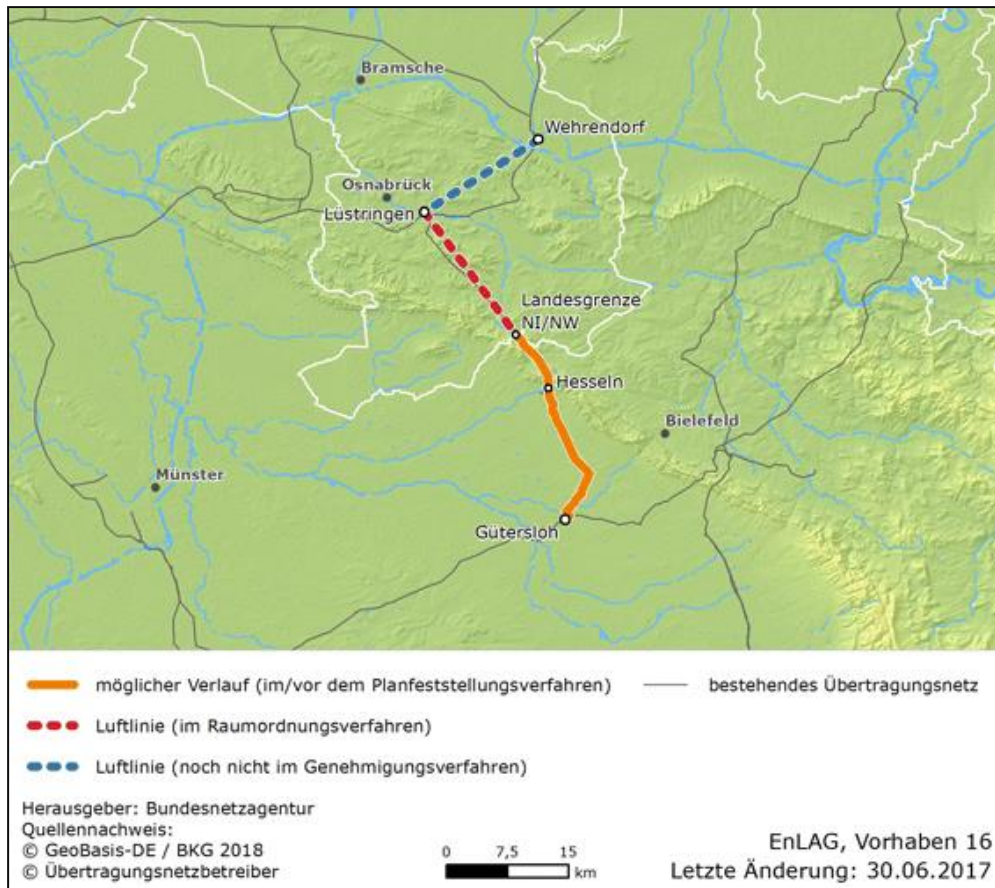 Bramsche
Wehrendorf
Osnabrück
Lüstringen
Landesgrenze
NI/NW
Hesseln
Bielefeld
Münster
Gütersloh
möglicher Verlauf (im/vor dem Planfeststellungsverfahren)
bestehendes Übertragungsnetz
Luftlinie (im Raumordnungsverfahren)
Luftlinie (noch nicht im Genehmigungsverfahren)
Herausgeber: Bundesnetzagentur
Quellennachweis:
© GeoBasis-DE / BKG 2018
© Übertragungsnetzbetreiber
0 7,5 15
km
EnLAG, Vorhaben 16
Letzte Änderung: 30.06.2017